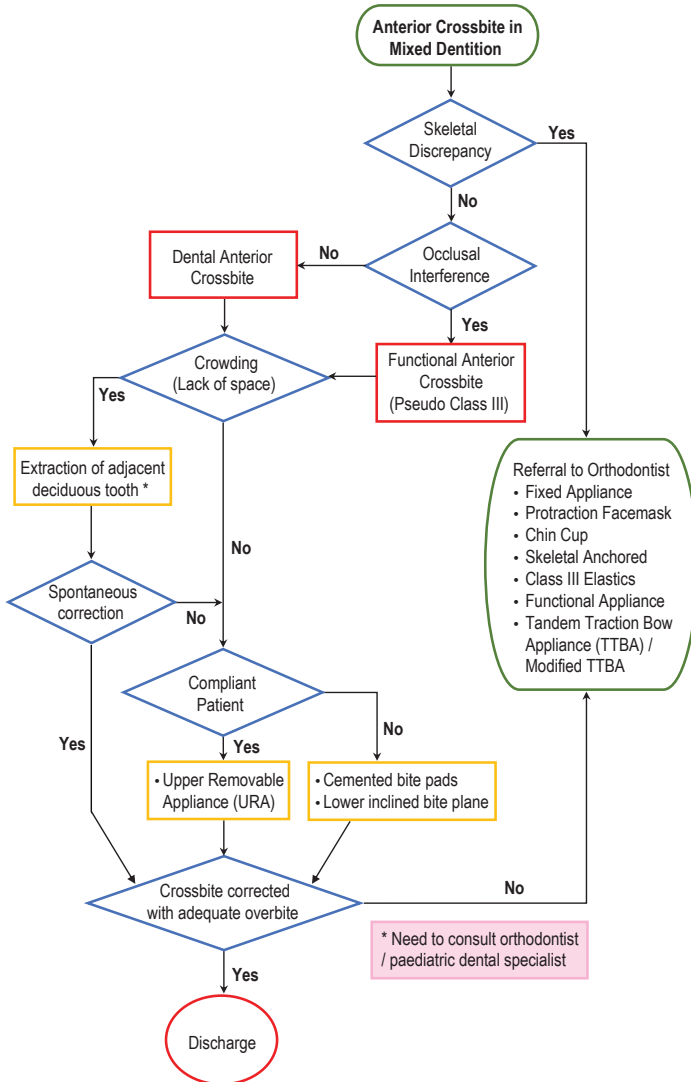 Anterior Crossbite in
Mixed Dentition
Skeletal
Discrepancy
Yes
No
Occlusal
Interference
No
Dental Anterior
Crossbite
Yes
Functional Anterior
Crossbite
(Pseudo Class III)
Crowding
(Lack of space)
Yes
Extraction of adjacent
deciduous tooth *
No
Spontaneous
correction
No
Yes
Compliant
Patient
Yes
No
• Upper Removable
Appliance (URA)
• Cemented bite pads
• Lower inclined bite plane
Crossbite corrected
with adequate overbite
No
Yes
Discharge
Referral to Orthodontist
• Fixed Appliance
• Protraction Facemask
• Chin Cup
• Skeletal Anchored
• Class III Elastics
• Functional Appliance
• Tandem Traction Bow
Appliance (TTBA) /
Modified TTBA
* Need to consult orthodontist
/ paediatric dental specialist